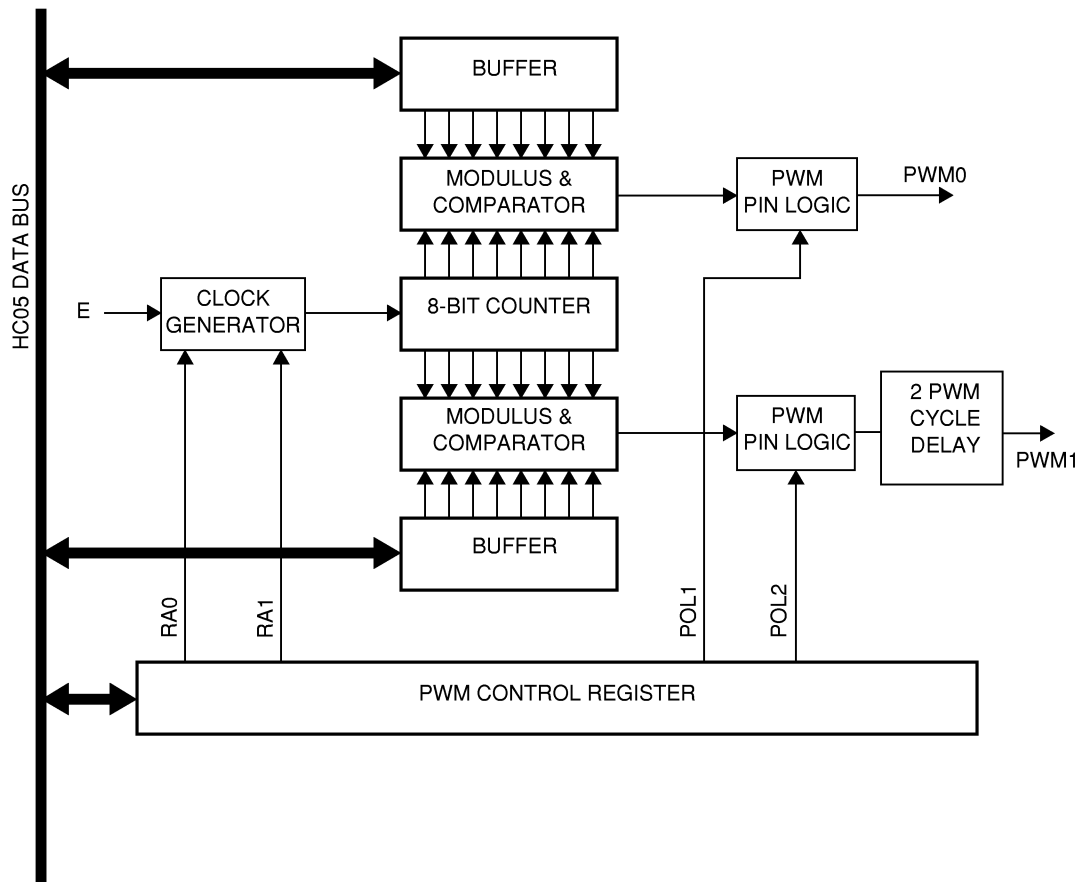 BUFFER
HC05 DATA BUS
MODULUS &
COMPARATOR
PWM
PIN LOGIC
PWM0
E
CLOCK
GENERATOR
8-BIT COUNTER
MODULUS &
COMPARATOR
PWM
PIN LOGIC
2 PWM
CYCLE
DELAY
PWM1
BUFFER
RA0
RA1
POL1
POL2
PWM CONTROL REGISTER